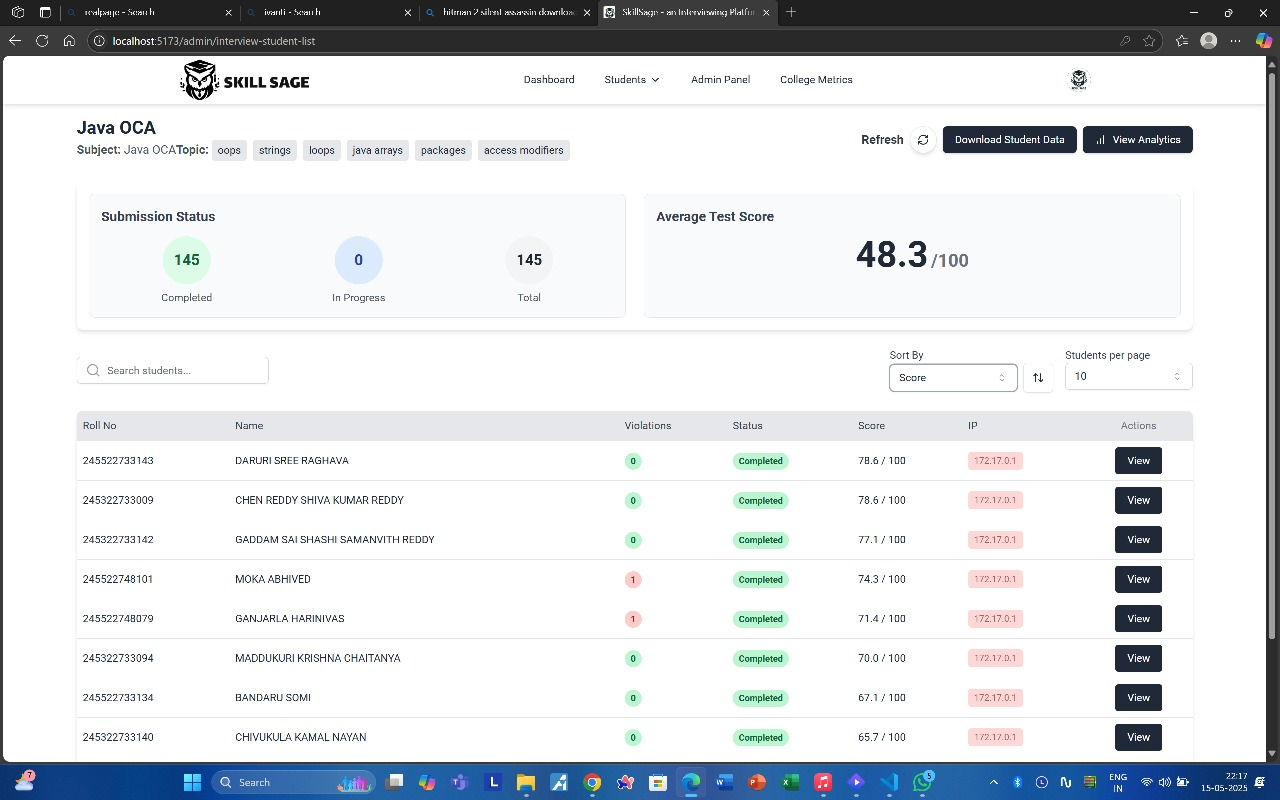 realpage - Search
ivanti - Search
hitman 2 silent assassin downloa
SkillSage - an Interviewing Platfor
localhost:5173/admin/interview-student-list
SKILL SAGE
Dashboard Students Admin Panel College Metrics
Java OCA
Subject: Java OCATopic: oops strings loops java arrays packages access modifiers
Refresh Download Student Data View Analytics
Submission Status
145 0 145
Completed In Progress Total
Average Test Score
48.3/100
Search students...
Sort By
Score
Students per page
10
Roll No Name Violations Status Score IP Actions
245522733143 DARURI SREE RAGHAVA 0 Completed 78.6 / 100 172.17.0.1 View
245322733009 CHEN REDDY SHIVA KUMAR REDDY 0 Completed 78.6 / 100 172.17.0.1 View
245322733142 GADDAM SAI SHASHI SAMANVITH REDDY 0 Completed 77.1 / 100 172.17.0.1 View
245522748101 MOKA ABHIVED 1 Completed 74.3 / 100 172.17.0.1 View
245522748079 GANJARLA HARINIVAS 1 Completed 71.4 / 100 172.17.0.1 View
245322733094 MADDUKURI KRISHNA CHAITANYA 0 Completed 70.0 / 100 172.17.0.1 View
245522733134 BANDARU SOMI 0 Completed 67.1 / 100 172.17.0.1 View
245322733140 CHIVUKULA KAMAL NAYAN 0 Completed 65.7 / 100 172.17.0.1 View
7
Search
L
5
ENG
IN
22:17
15-05-2025